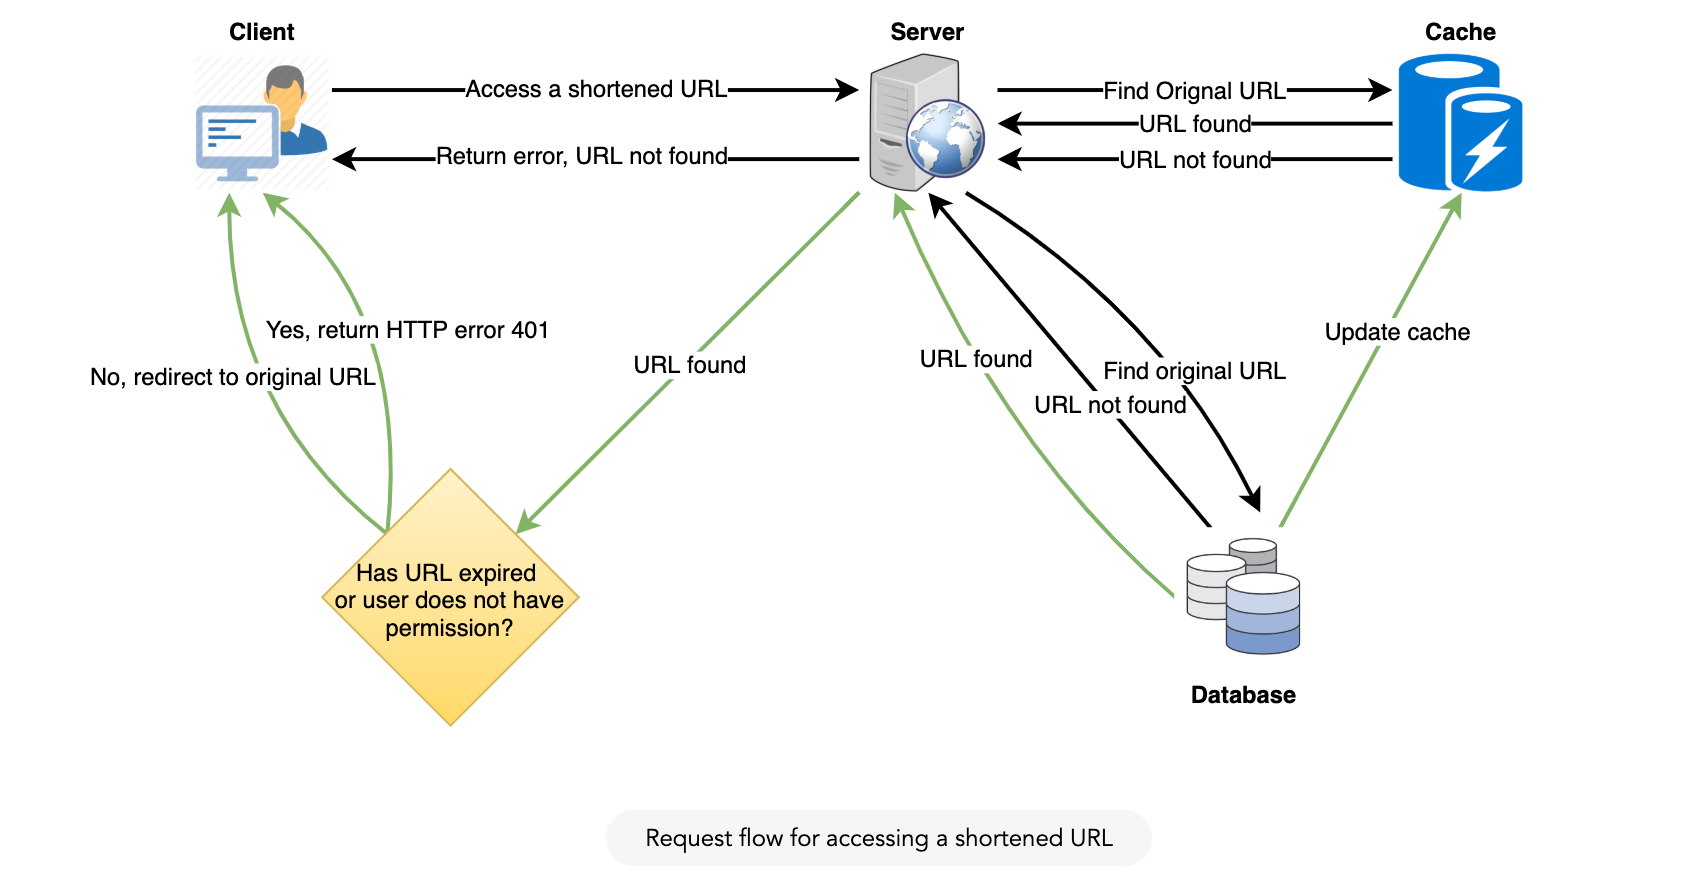 Client
Server
Cache
Access a shortened URL
Find Orignal URL
URL found
Return error, URL not found
URL not found
Yes, return HTTP error 401
No, redirect to original URL
URL found
URL found
Find original URL
URL not found
Update cache
Has URL expired
or user does not have
permission?
Database
Request flow for accessing a shortened URL